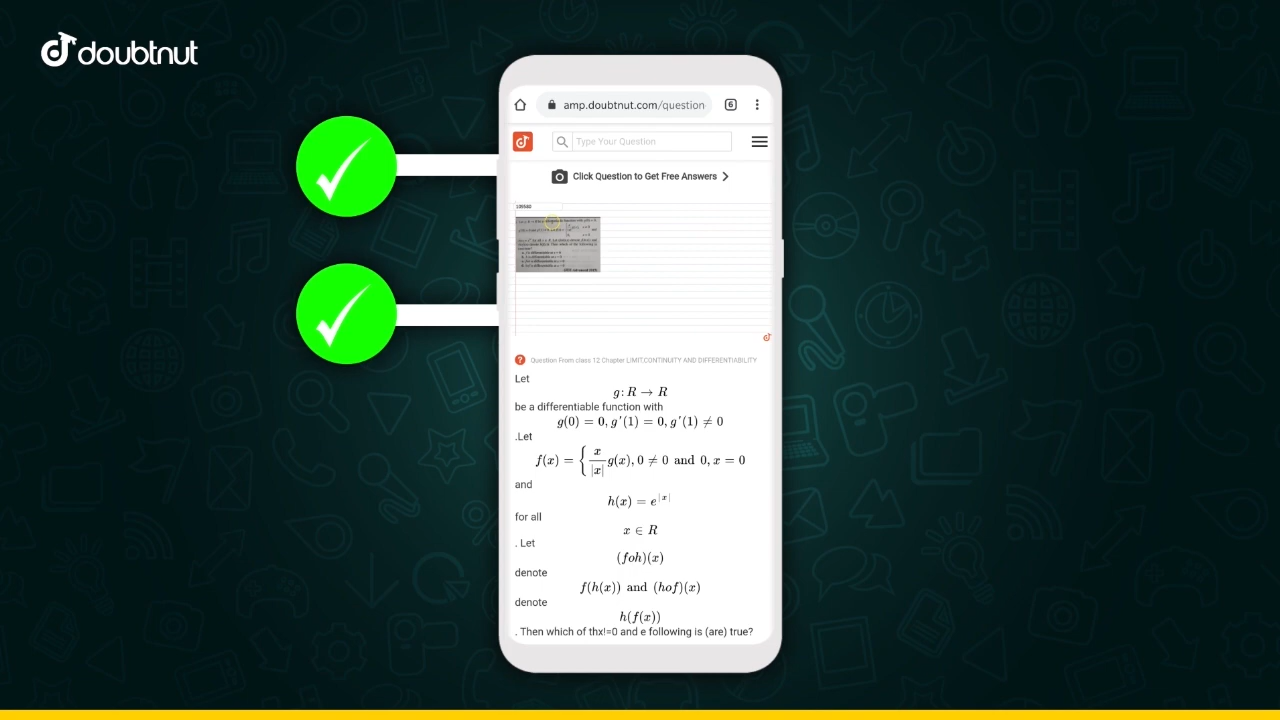 doubtnut
amp.doubtnut.com/question
6
Type Your Question
Click Question to Get Free Answers
Question From class 12 Chapter LIMIT,CONTINUITY AND DIFFERENTIABILITY
Let
g : R → R
be a differentiable function with
g(0) = 0, g′(1) = 0, g′(1) ≠ 0
.Let
f(x) = { x/|x| g(x), 0 ≠ 0 and 0, x = 0
and
h(x) = e^|x|
for all
x ∈ R
. Let
(foh)(x)
denote
f(h(x)) and (hof)(x)
denote
h(f(x))
. Then which of thx!=0 and e following is (are) true?